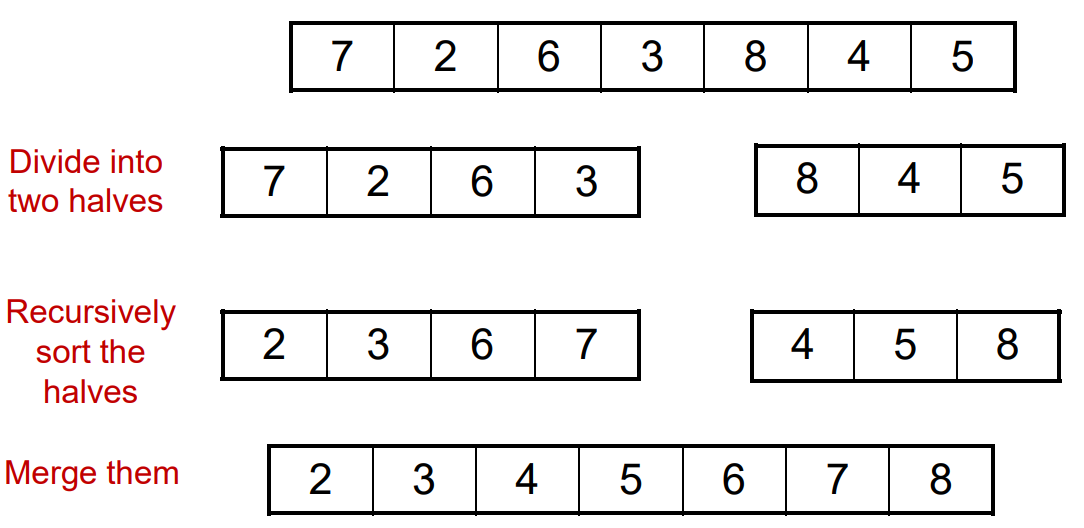 7 2 6 3 8 4 5
Divide into
two halves
7 2 6 3
8 4 5
Recursively
sort the
halves
2 3 6 7
4 5 8
Merge them
2 3 4 5 6 7 8